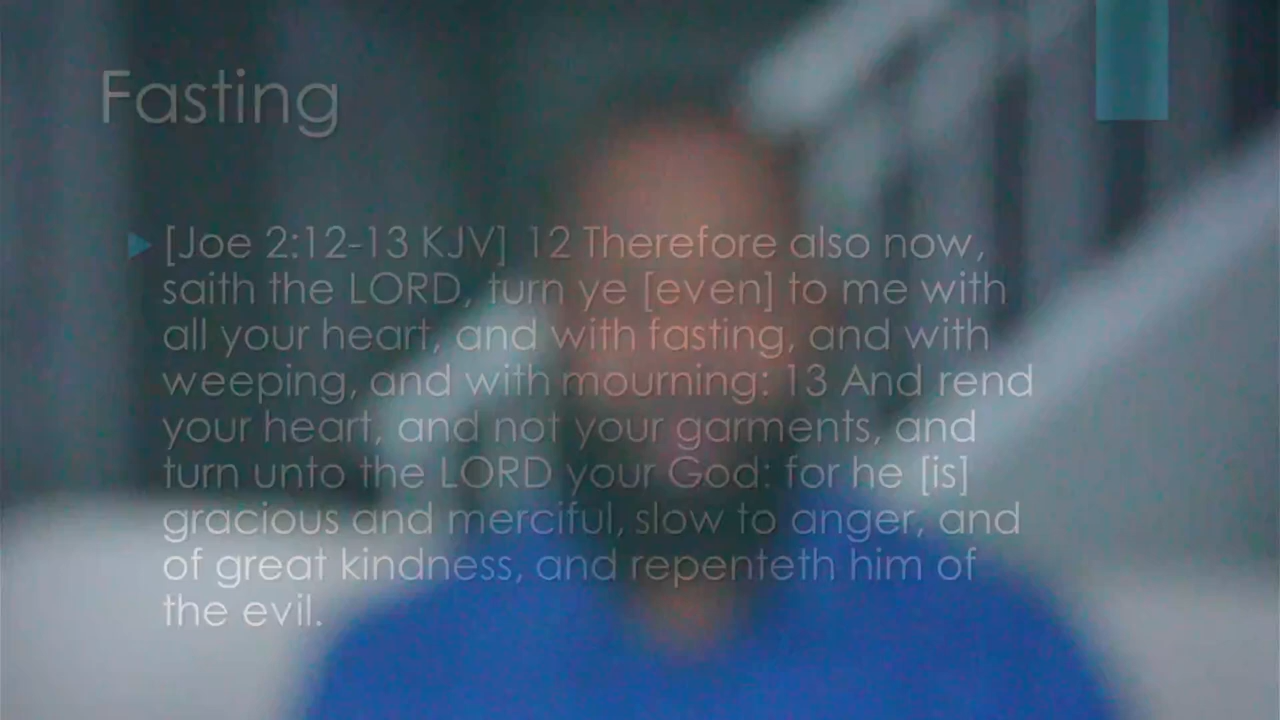 Fasting
[Joe 2:12-13 KJV] 12 Therefore also now,
saith the LORD, turn ye [even] to me with
all your heart, and with fasting, and with
weeping, and with mourning: 13 And rend
your heart, and not your garments, and
turn unto the LORD your God: for he [is]
gracious and merciful, slow to anger, and
of great kindness, and repenteth him of
the evil.